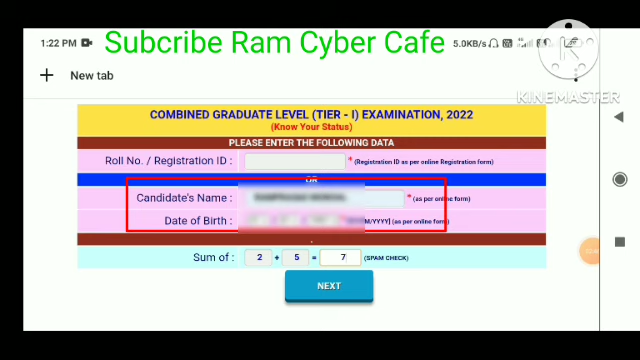 Subcribe Ram Cyber Cafe
1:22 PM 5.0KB/s
New tab
KINEMASTER
COMBINED GRADUATE LEVEL (TIER - I) EXAMINATION, 2022
(Know Your Status)
PLEASE ENTER THE FOLLOWING DATA
Roll No. / Registration ID : * (Registration ID as per online Registration form)
OR
Candidate's Name : * (as per online form)
Date of Birth : /YYYY] (as per online form)
Sum of : 2 + 5 = 7 (SPAM CHECK)
NEXT